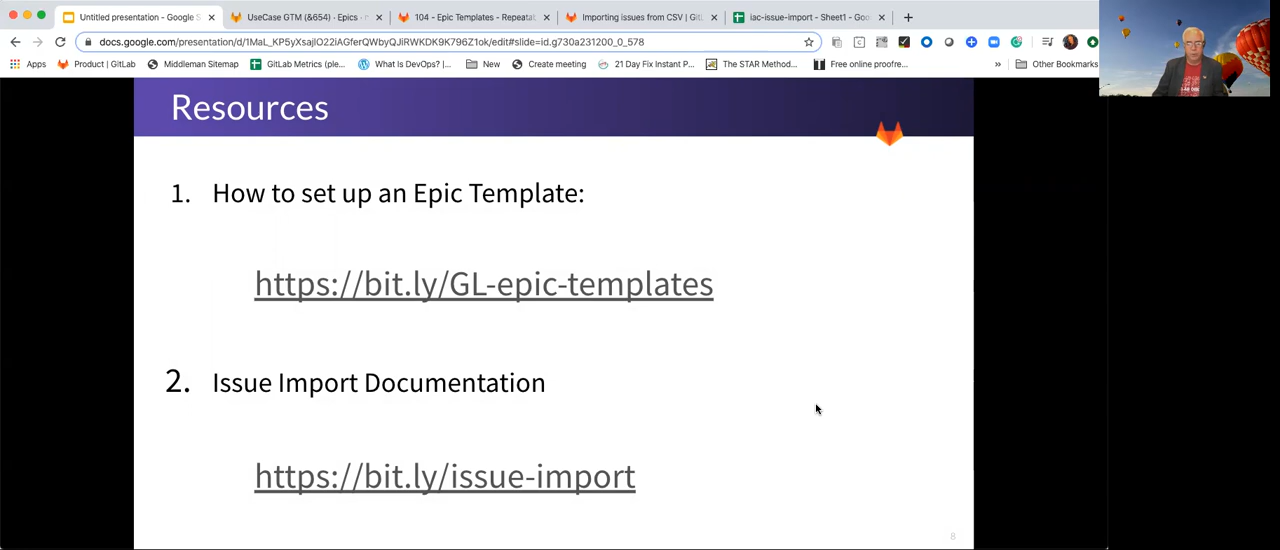 Untitled presentation - Google S
UseCase GTM (&654) · Epics ·
104 - Epic Templates - Repeata
Importing issues from CSV | Git
iac-issue-import - Sheet1 - Goo
docs.google.com/presentation/d/1MaL_KP5yXsajIO22iAGferQWbyQJiRWKDK9K796Z1ok/edit#slide=id.g730a231200_0_578
Apps
Product | GitLab
Middleman Sitemap
GitLab Metrics (ple...
What Is DevOps? |...
New
Create meeting
21 Day Fix Instant P...
The STAR Method...
Free online proofre...
»
Other Bookmarks
Resources
1. How to set up an Epic Template:
https://bit.ly/GL-epic-templates
2. Issue Import Documentation
https://bit.ly/issue-import
8